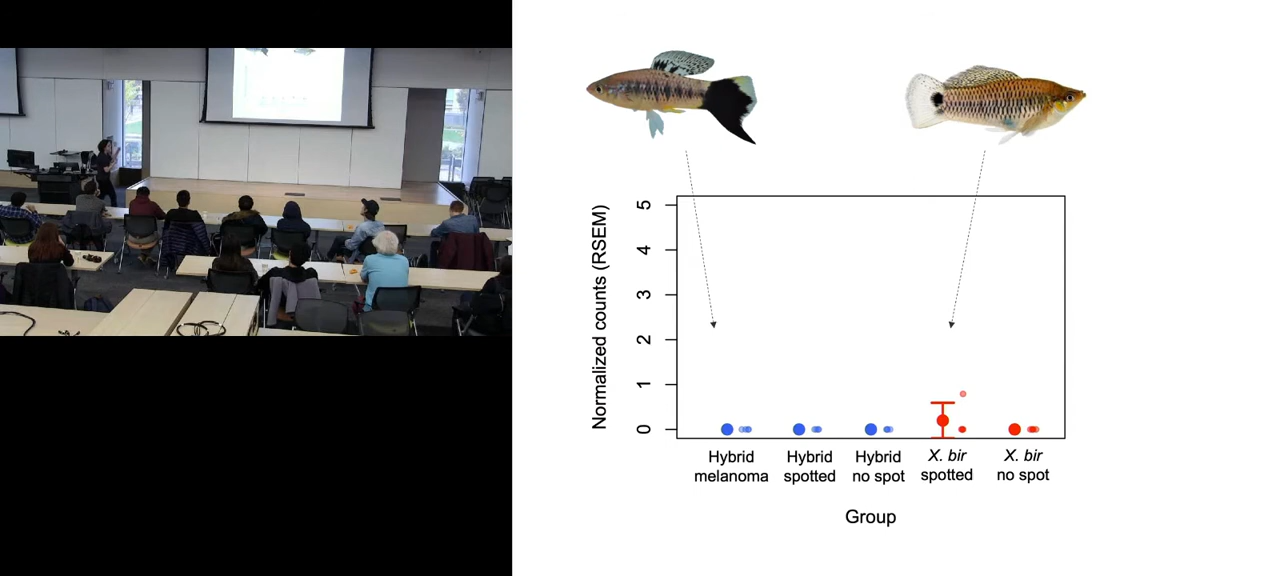 Normalized counts (RSEM)
5
4
3
2
1
0
Hybrid
melanoma
Hybrid
spotted
Hybrid
no spot
X. bir
spotted
X. bir
no spot
Group